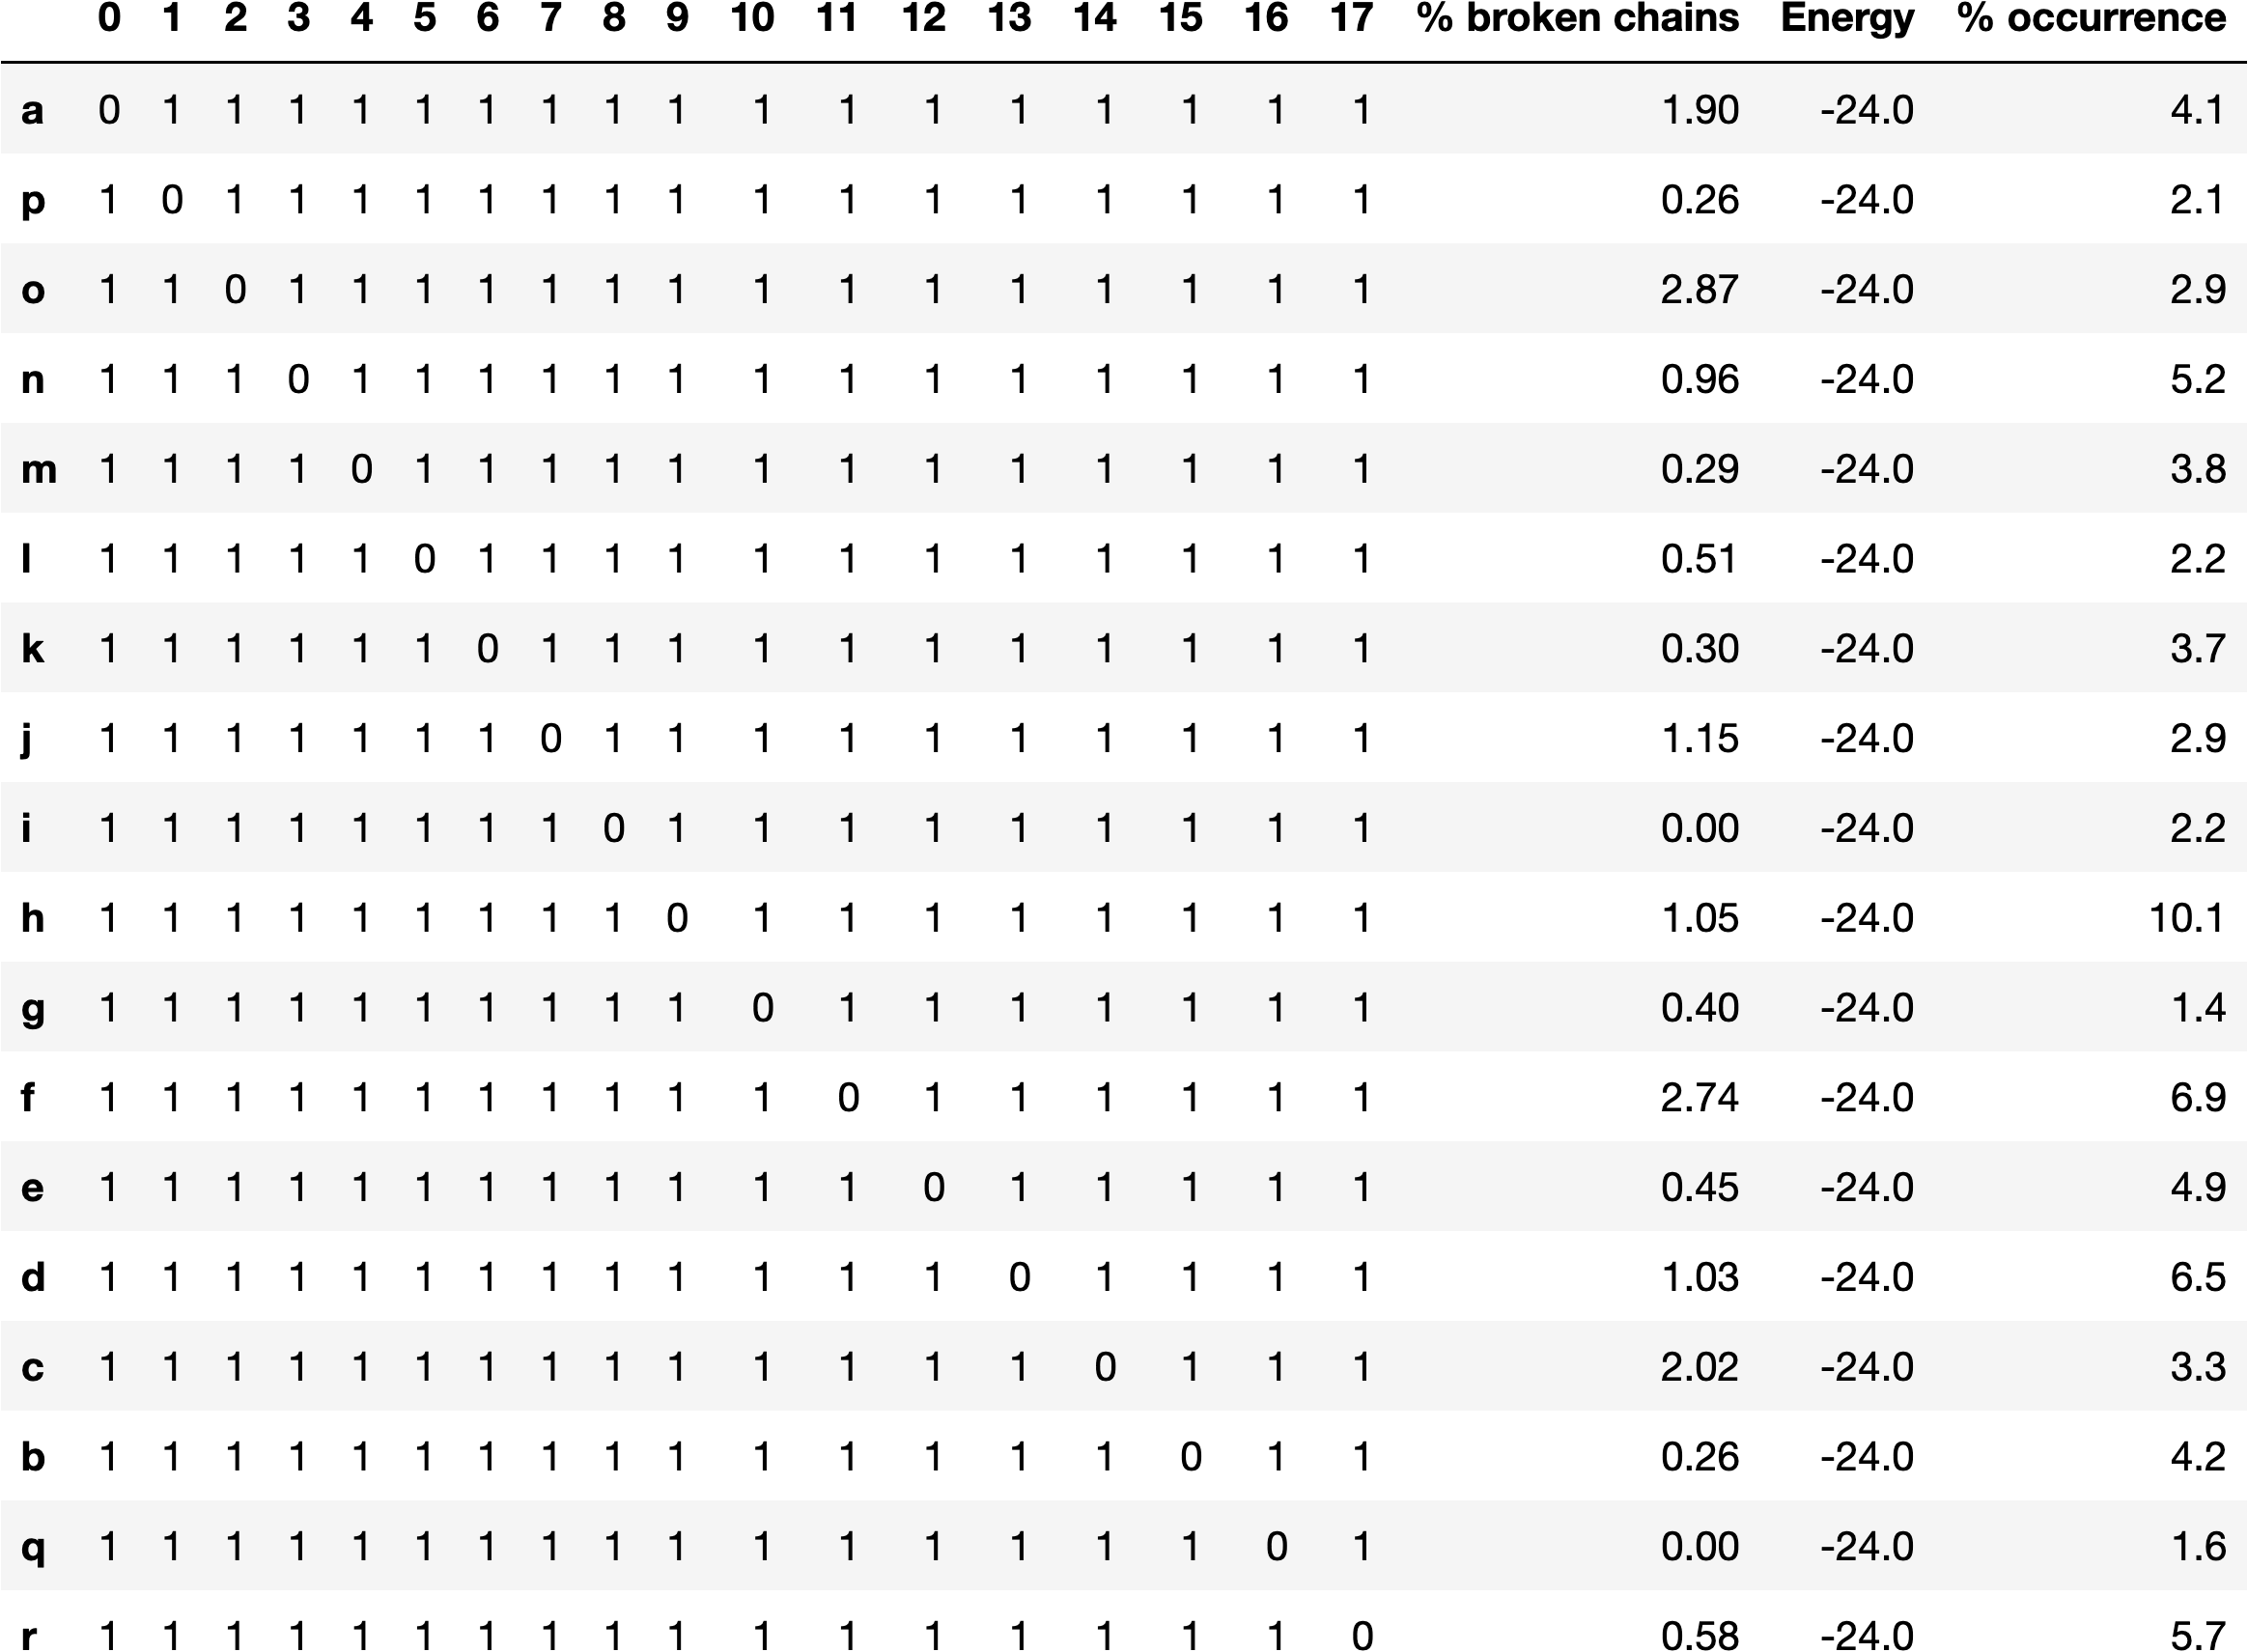 0 1 2 3 4 5 6 7 8 9 10 11 12 13 14 15 16 17 % broken chains Energy % occurrence
a 0 1 1 1 1 1 1 1 1 1 1 1 1 1 1 1 1 1 1.90 -24.0 4.1
p 1 0 1 1 1 1 1 1 1 1 1 1 1 1 1 1 1 1 0.26 -24.0 2.1
o 1 1 0 1 1 1 1 1 1 1 1 1 1 1 1 1 1 1 2.87 -24.0 2.9
n 1 1 1 0 1 1 1 1 1 1 1 1 1 1 1 1 1 1 0.96 -24.0 5.2
m 1 1 1 1 0 1 1 1 1 1 1 1 1 1 1 1 1 1 0.29 -24.0 3.8
l 1 1 1 1 1 0 1 1 1 1 1 1 1 1 1 1 1 1 0.51 -24.0 2.2
k 1 1 1 1 1 1 0 1 1 1 1 1 1 1 1 1 1 1 0.30 -24.0 3.7
j 1 1 1 1 1 1 1 0 1 1 1 1 1 1 1 1 1 1 1.15 -24.0 2.9
i 1 1 1 1 1 1 1 1 0 1 1 1 1 1 1 1 1 1 0.00 -24.0 2.2
h 1 1 1 1 1 1 1 1 1 0 1 1 1 1 1 1 1 1 1.05 -24.0 10.1
g 1 1 1 1 1 1 1 1 1 1 0 1 1 1 1 1 1 1 0.40 -24.0 1.4
f 1 1 1 1 1 1 1 1 1 1 1 0 1 1 1 1 1 1 2.74 -24.0 6.9
e 1 1 1 1 1 1 1 1 1 1 1 1 0 1 1 1 1 1 0.45 -24.0 4.9
d 1 1 1 1 1 1 1 1 1 1 1 1 1 0 1 1 1 1 1.03 -24.0 6.5
c 1 1 1 1 1 1 1 1 1 1 1 1 1 1 0 1 1 1 2.02 -24.0 3.3
b 1 1 1 1 1 1 1 1 1 1 1 1 1 1 1 0 1 1 0.26 -24.0 4.2
q 1 1 1 1 1 1 1 1 1 1 1 1 1 1 1 1 0 1 0.00 -24.0 1.6
r 1 1 1 1 1 1 1 1 1 1 1 1 1 1 1 1 1 0 0.58 -24.0 5.7